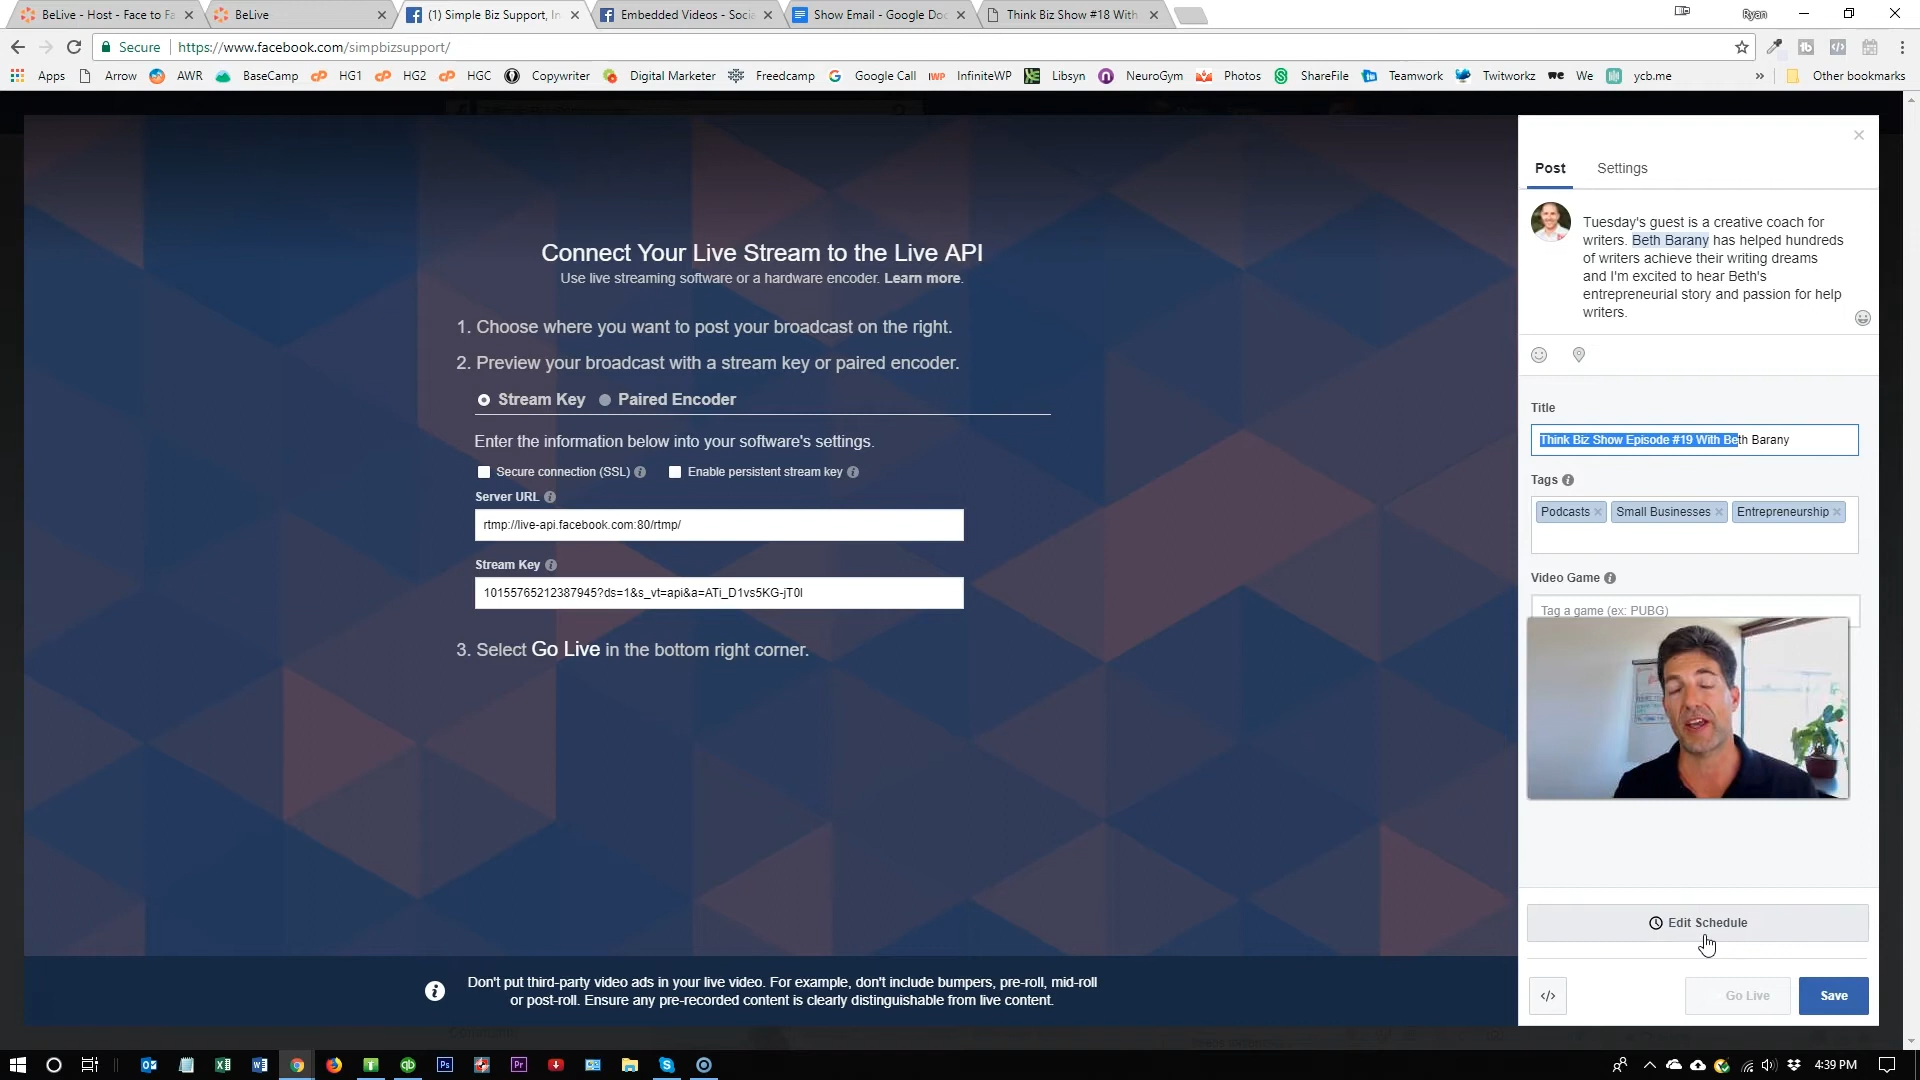 BeLive - Host - Face to Fa
BeLive
(1) Simple Biz Support, In
Embedded Videos - Socia
Show Email - Google Doc
Think Biz Show #18 With
Ryan
Secure
https://www.facebook.com/simpbizsupport/
Apps
Arrow
AWR
BaseCamp
HG1
HG2
HGC
Copywriter
Digital Marketer
Freedcamp
Google Call
InfiniteWP
Libsyn
NeuroGym
Photos
ShareFile
Teamwork
Twitworkz
We
ycb.me
»
Other bookmarks
Connect Your Live Stream to the Live API
Use live streaming software or a hardware encoder. Learn more.
1. Choose where you want to post your broadcast on the right.
2. Preview your broadcast with a stream key or paired encoder.
Stream Key
Paired Encoder
Enter the information below into your software's settings.
Secure connection (SSL)
Enable persistent stream key
Server URL
rtmp://live-api.facebook.com:80/rtmp/
Stream Key
10155765212387945?ds=1&s_vt=api&a=ATi_D1vs5KG-jT0l
3. Select Go Live in the bottom right corner.
Don't put third-party video ads in your live video. For example, don't include bumpers, pre-roll, mid-roll
or post-roll. Ensure any pre-recorded content is clearly distinguishable from live content.
Post
Settings
Tuesday's guest is a creative coach for
writers. Beth Barany has helped hundreds
of writers achieve their writing dreams
and I'm excited to hear Beth's
entrepreneurial story and passion for help
writers.
Title
Think Biz Show Episode #19 With Beth Barany
Tags
Podcasts
Small Businesses
Entrepreneurship
Video Game
Tag a game (ex: PUBG)
Edit Schedule
</>
Go Live
Save
4:39 PM